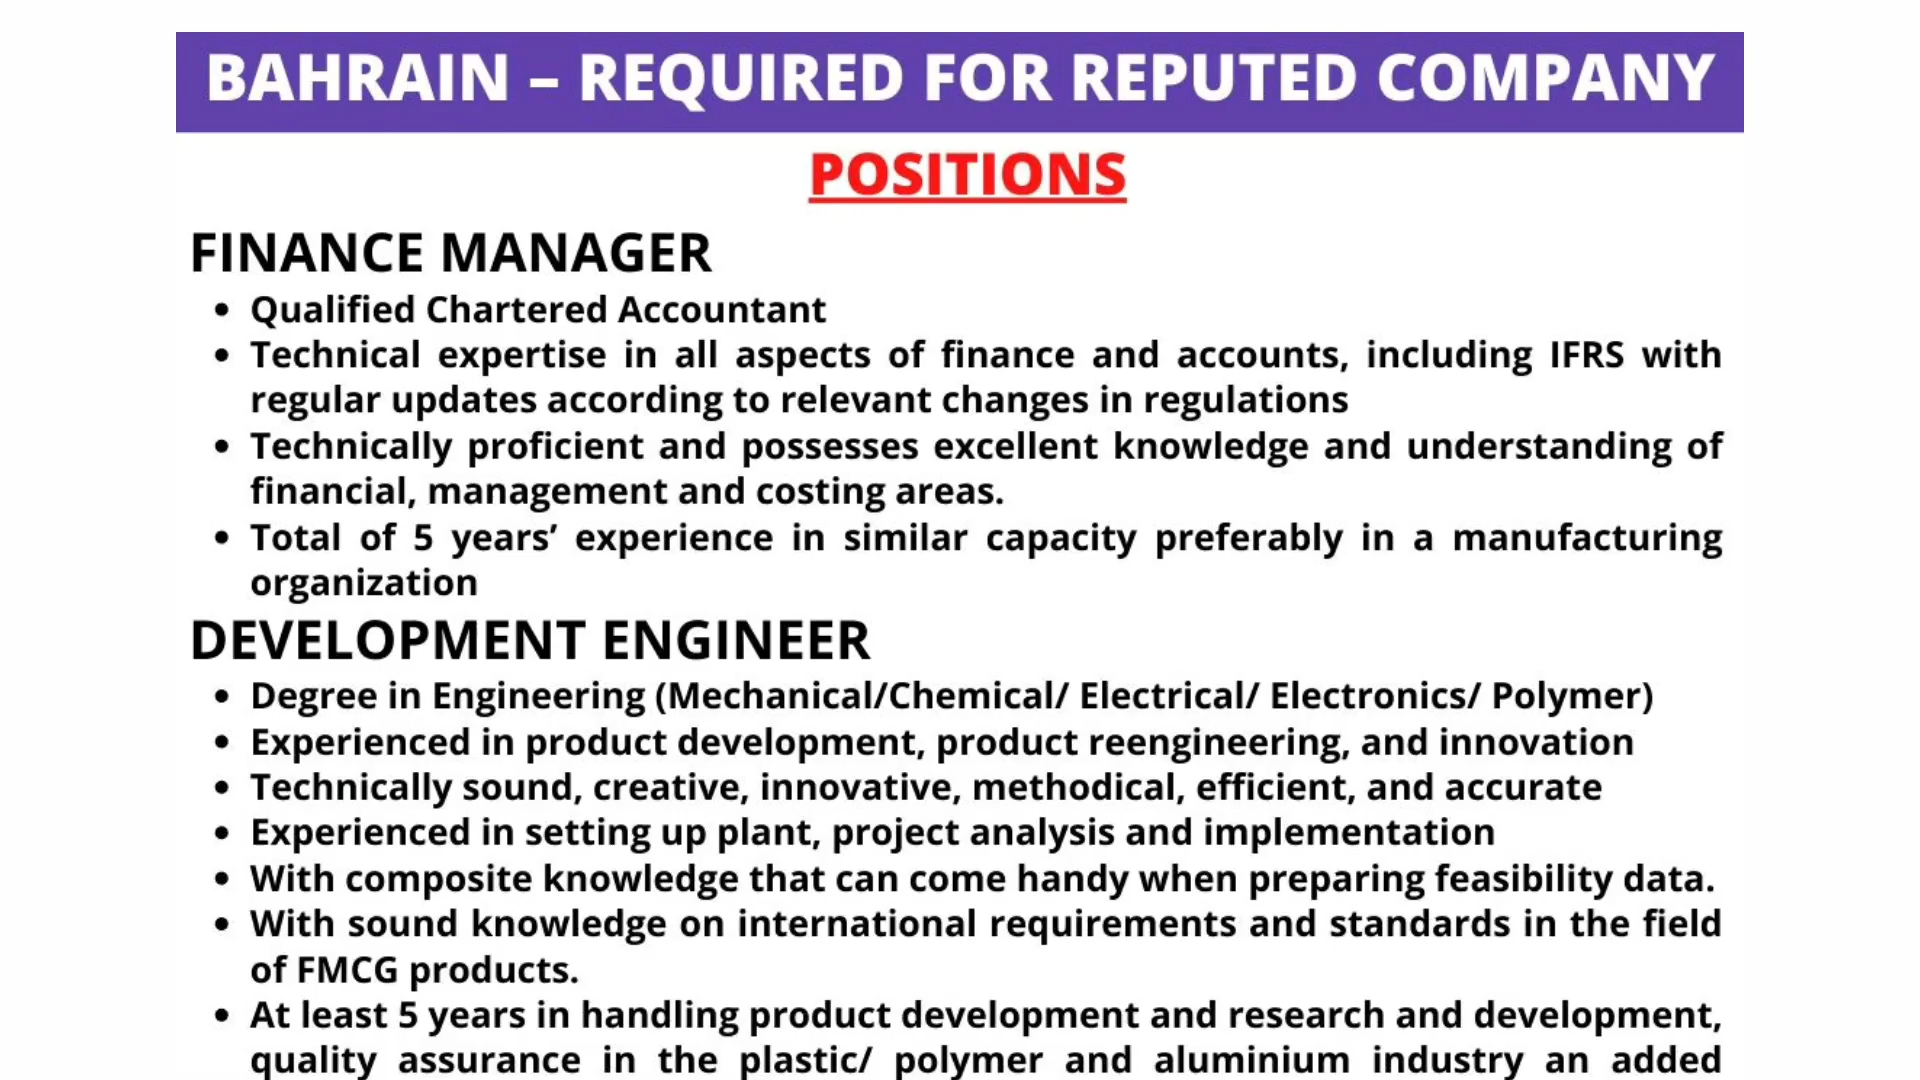 BAHRAIN – REQUIRED FOR REPUTED COMPANY
POSITIONS
FINANCE MANAGER
• Qualified Chartered Accountant
• Technical expertise in all aspects of finance and accounts, including IFRS with
regular updates according to relevant changes in regulations
• Technically proficient and possesses excellent knowledge and understanding of
financial, management and costing areas.
• Total of 5 years’ experience in similar capacity preferably in a manufacturing
organization
DEVELOPMENT ENGINEER
• Degree in Engineering (Mechanical/Chemical/ Electrical/ Electronics/ Polymer)
• Experienced in product development, product reengineering, and innovation
• Technically sound, creative, innovative, methodical, efficient, and accurate
• Experienced in setting up plant, project analysis and implementation
• With composite knowledge that can come handy when preparing feasibility data.
• With sound knowledge on international requirements and standards in the field
of FMCG products.
• At least 5 years in handling product development and research and development,
quality assurance in the plastic/ polymer and aluminium industry an added